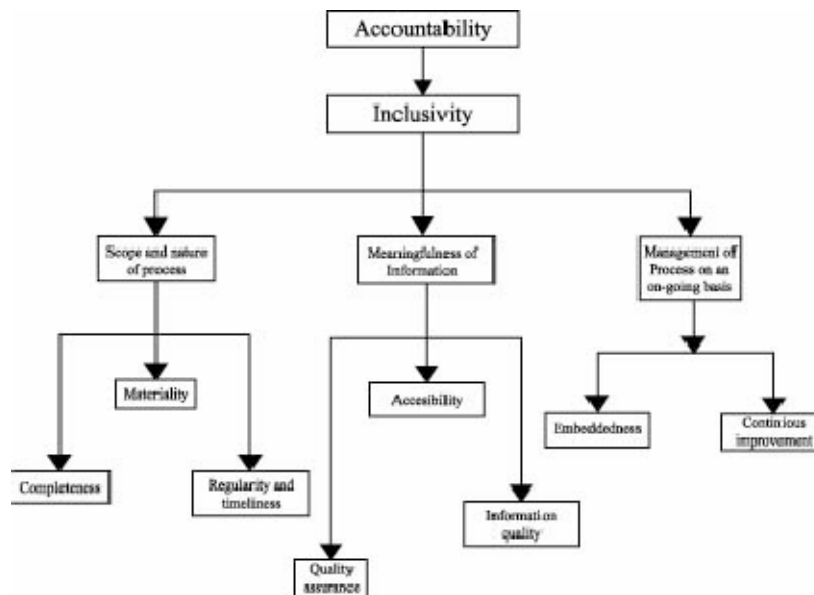 Accountability
Inclusivity
Scope and nature
of process
Meaningfulness of
Information
Management off
Process on an
on-going basis
Materiality
Accesibility
Embeddedness
Continious
improvement
Completeness
Regularity and
timeliness
Information
quality
Quality
assurance